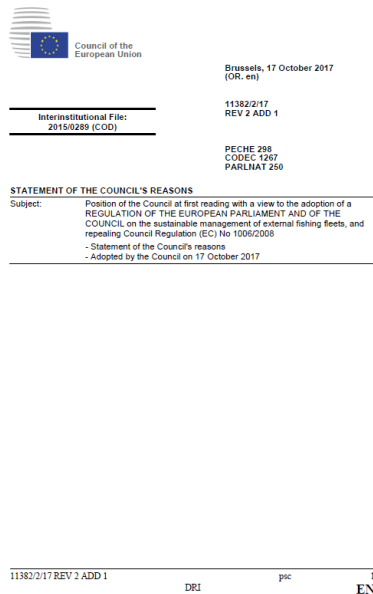 Council of the
European Union
Brussels, 17 October 2017
(OR. en)
11382/2/17
REV 2 ADD 1
Interinstitutional File:
2015/0289 (COD)
PECHE 298
CODEC 1267
PARLNAT 250
STATEMENT OF THE COUNCIL'S REASONS
Subject: Position of the Council at first reading with a view to the adoption of a
REGULATION OF THE EUROPEAN PARLIAMENT AND OF THE
COUNCIL on the sustainable management of external fishing fleets, and
repealing Council Regulation (EC) No 1006/2008
- Statement of the Council's reasons
- Adopted by the Council on 17 October 2017
11382/2/17 REV 2 ADD 1 psc 1
DRI EN